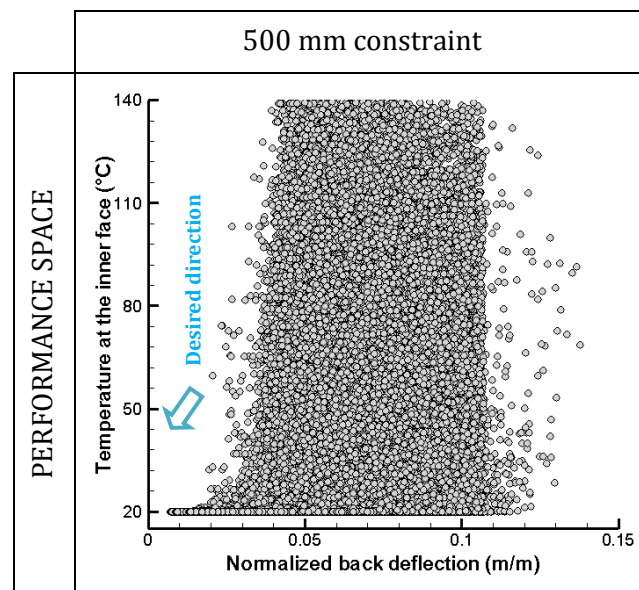 500 mm constraint
PERFORMANCE SPACE
Temperature at the inner face (°C)
140
110
80
50
20
Desired direction
0
0.05
0.1
0.15
Normalized back deflection (m/m)